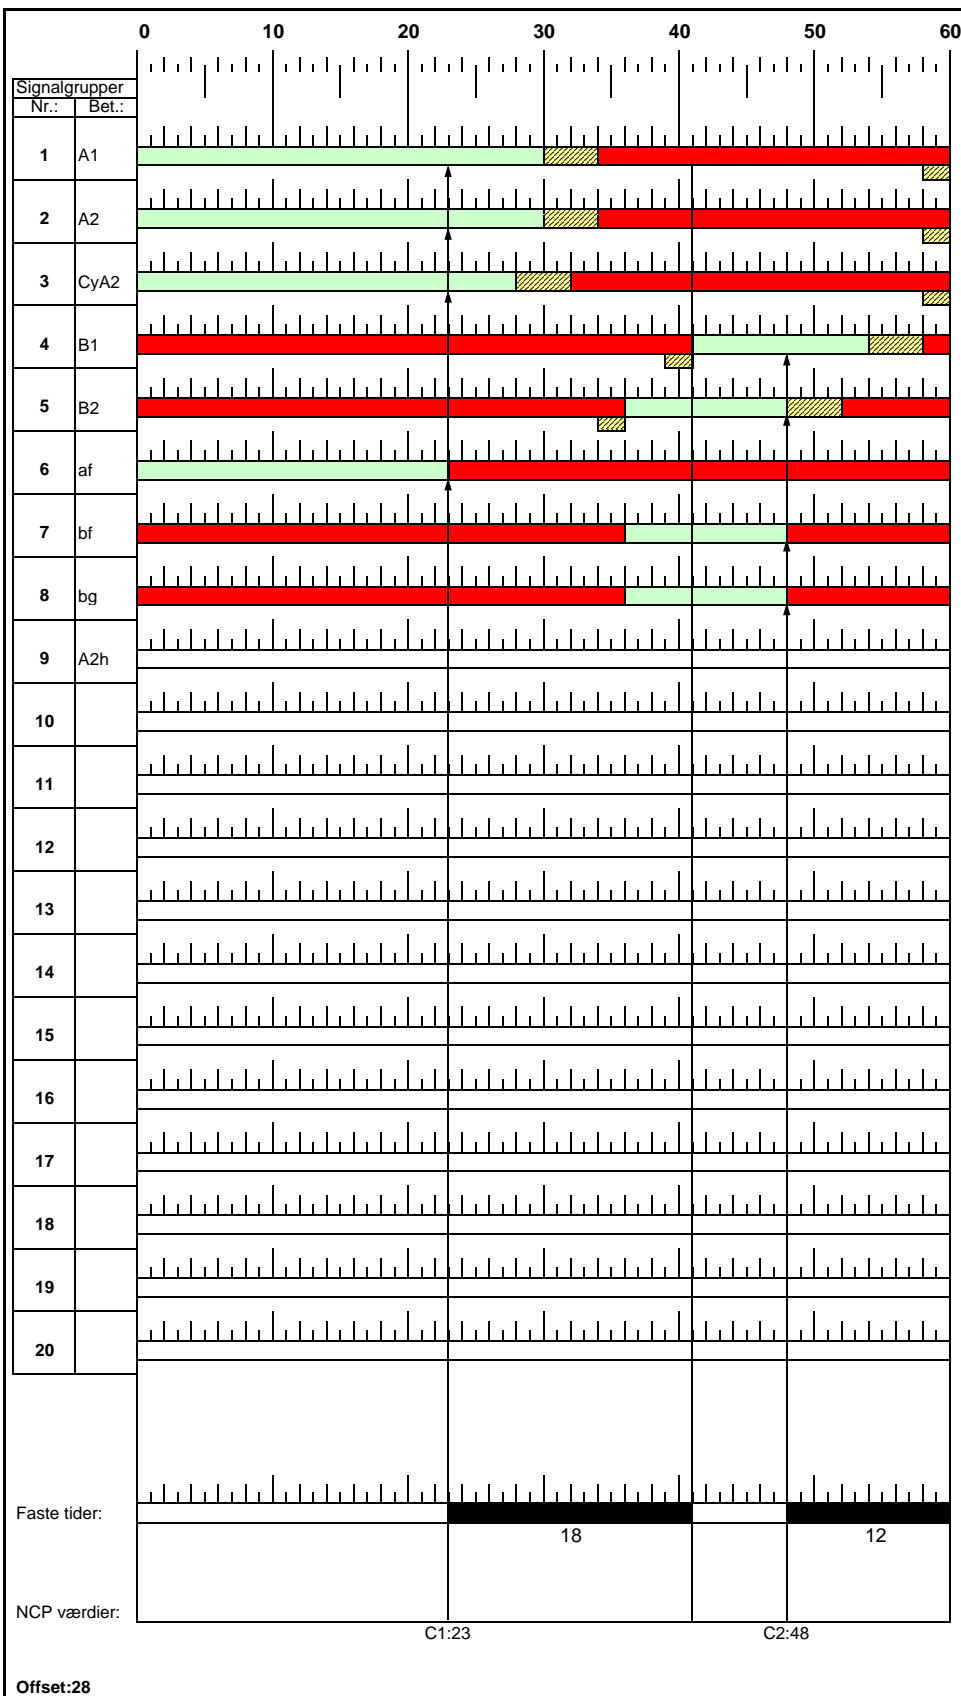 0 10 20 30 40 50 60
Signalgrupper
Nr.: Bet.:
1 A1
2 A2
3 CyA2
4 B1
5 B2
6 af
7 bf
8 bg
9 A2h
10
11
12
13
14
15
16
17
18
19
20
Faste tider:
18 12
NCP værdier:
C1:23 C2:48
Offset:28